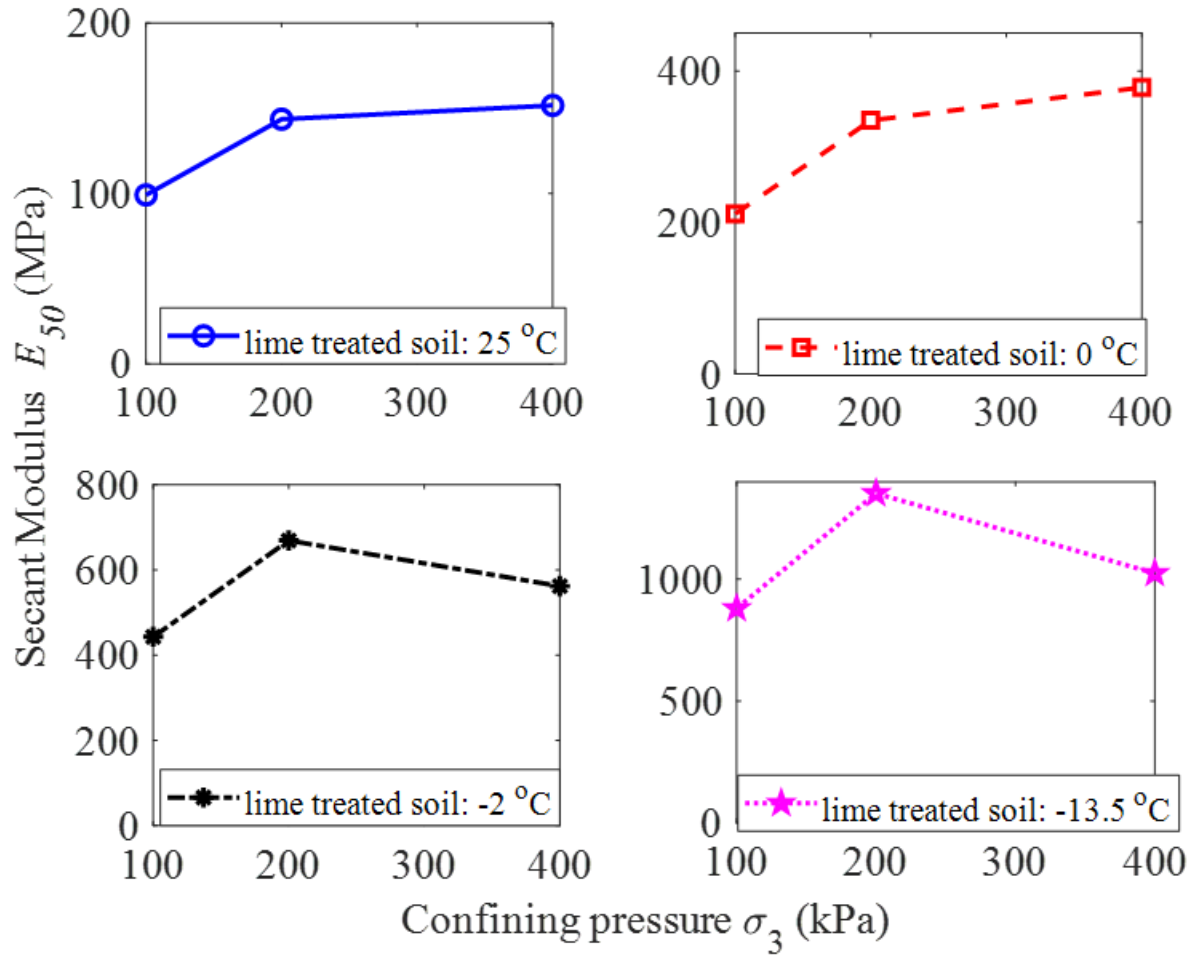 Secant Modulus E50 (MPa)
200
100
0
100 200 300 400
lime treated soil: 25 °C
400
200
0
100 200 300 400
lime treated soil: 0 °C
800
600
400
200
0
100 200 300 400
lime treated soil: -2 °C
1000
500
0
100 200 300 400
lime treated soil: -13.5 °C
Confining pressure σ3 (kPa)